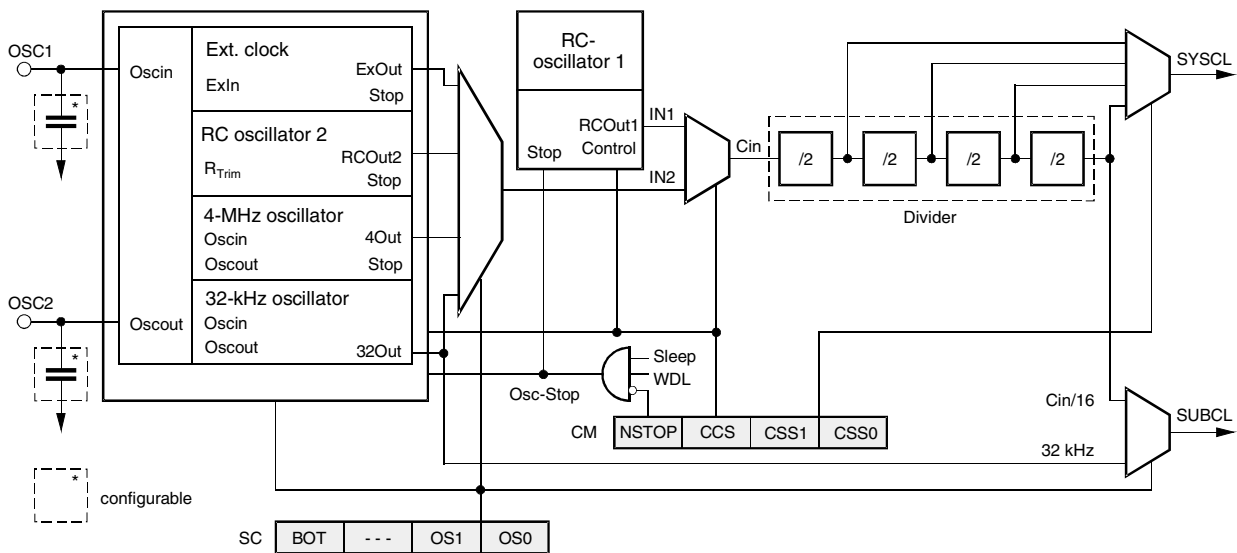 OSC1
Oscin
Ext. clock
ExIn
ExOut
Stop
RC oscillator 2
RTrim
RCOut2
Stop
4-MHz oscillator
Oscin
Oscout
4Out
Stop
32-kHz oscillator
Oscin
Oscout
32Out
OSC2
Oscout
*
*
*
configurable
RC-
oscillator 1
RCOut1
Stop
Control
IN1
IN2
Cin
/2
/2
/2
/2
Divider
SYSCL
Sleep
WDL
Osc-Stop
CM
NSTOP
CCS
CSS1
CSS0
Cin/16
32 kHz
SUBCL
SC
BOT
- - -
OS1
OS0